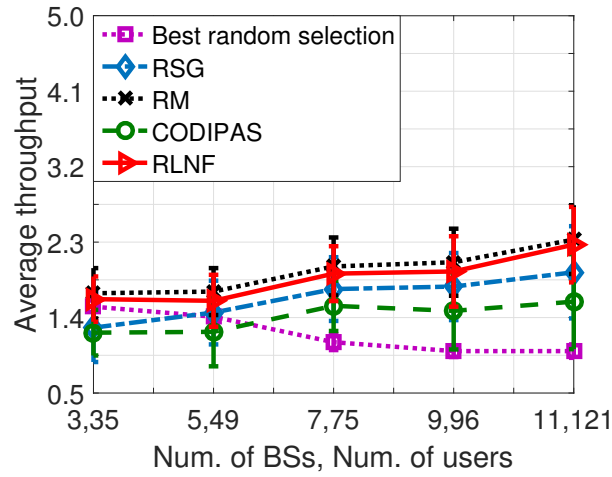 5.0
4.1
3.2
2.3
1.4
0.5
Average throughput
Best random selection
RSG
RM
CODIPAS
RLNF
3,35 5,49 7,75 9,96 11,121
Num. of BSs, Num. of users